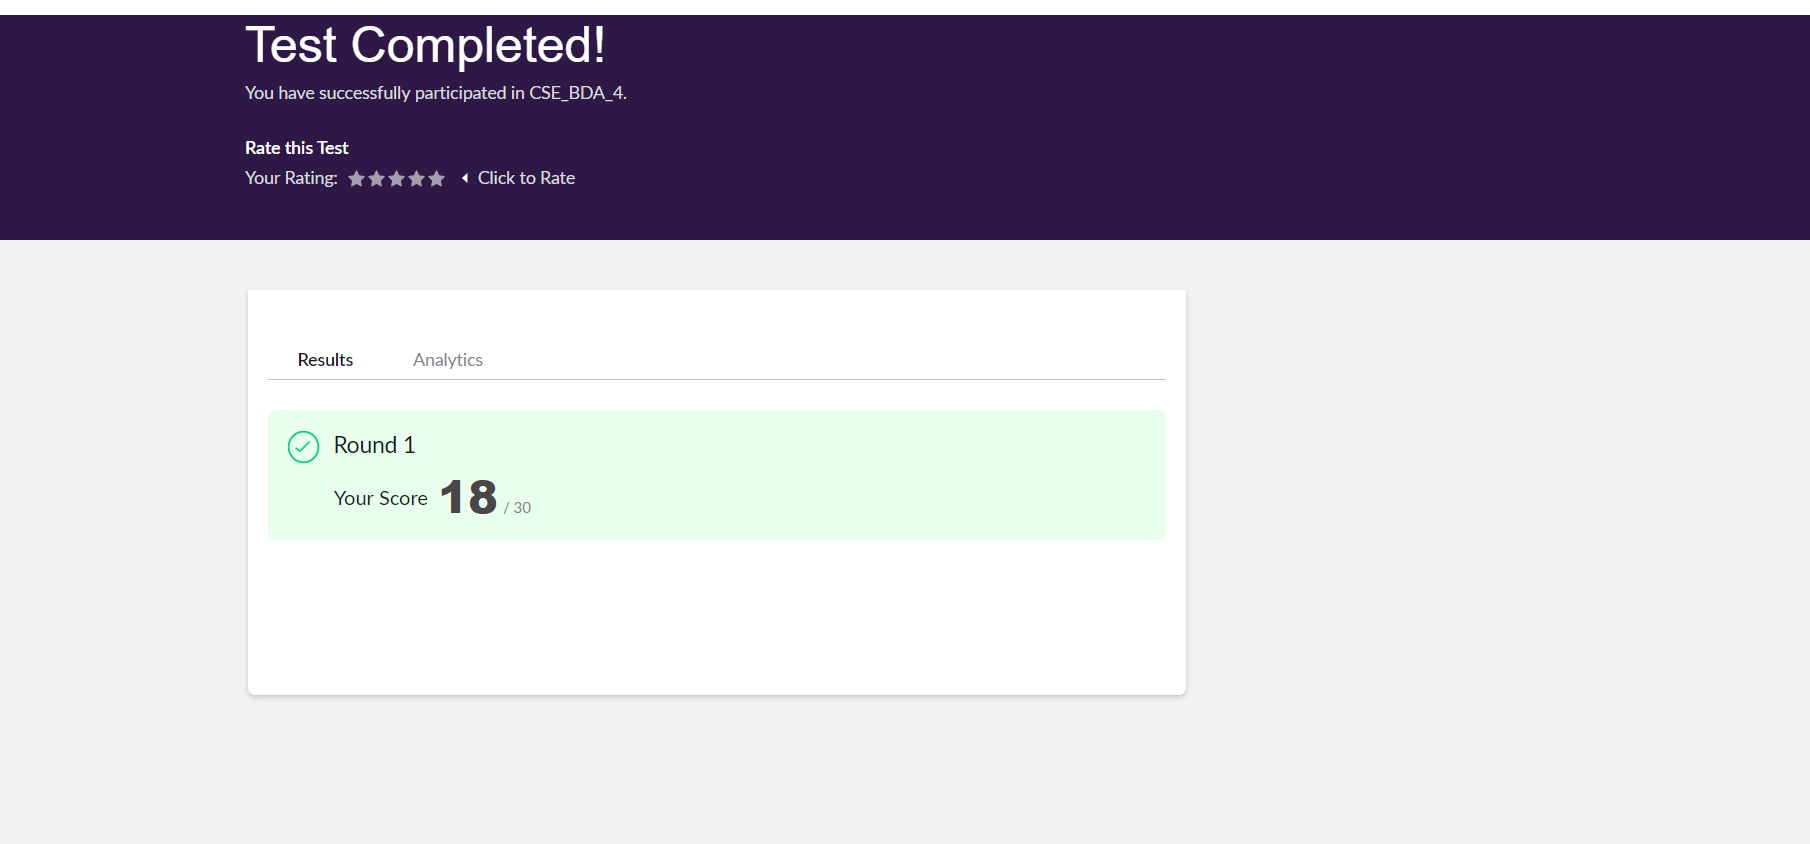 Test Completed!
You have successfully participated in CSE_BDA_4.
Rate this Test
Your Rating: Click to Rate
Results Analytics
Round 1
Your Score 18 / 30